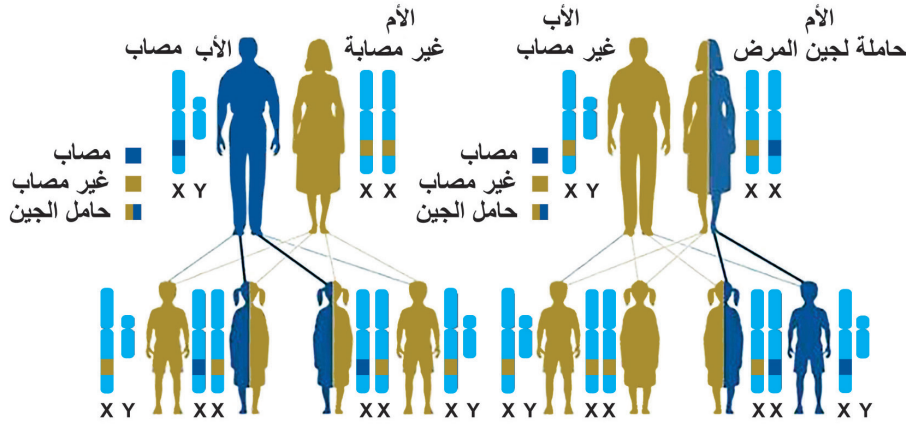 الأم
حاملة لجين المرض
الأب
غير مصاب
الأم
غير مصابة
الأب
مصاب
X Y
X X
X Y
X X
مصاب
غير مصاب
حامل الجين
مصاب
غير مصاب
حامل الجين
X Y
X X
X X
X Y
X Y
X X
X X
X Y